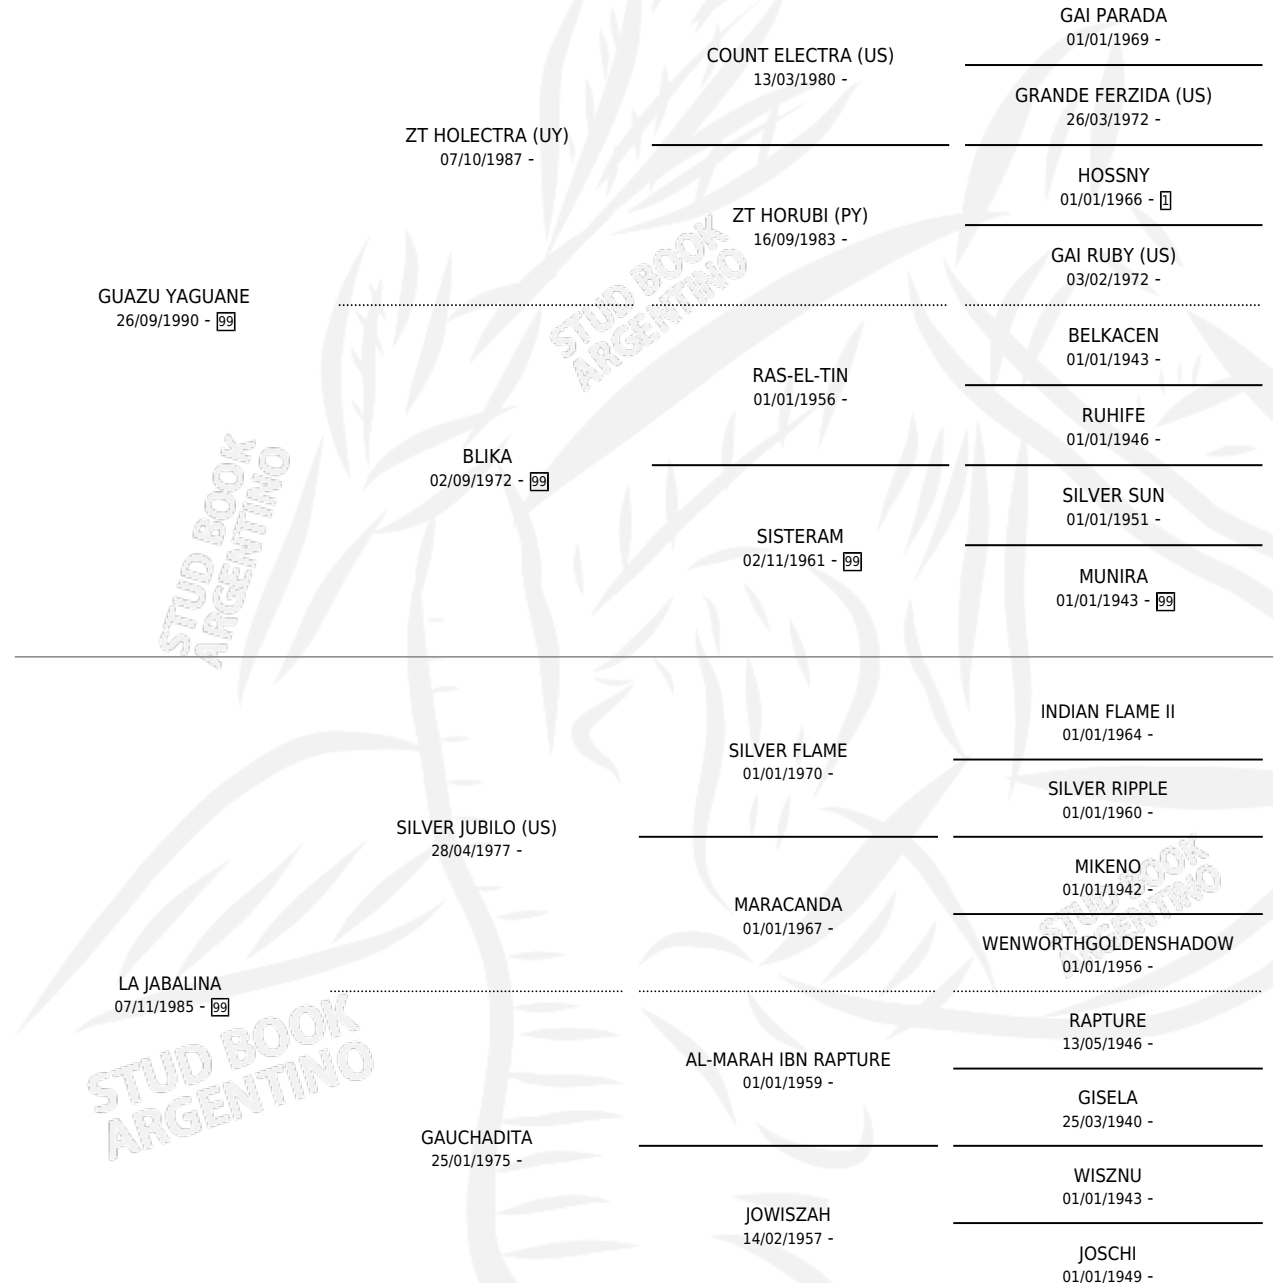 GAI PARADA
01/01/1969 -
COUNT ELECTRA (US)
13/03/1980 -
GRANDE FERZIDA (US)
26/03/1972 -
ZT HOLECTRA (UY)
07/10/1987 -
HOSSNY
01/01/1966 - 1
ZT HORUBI (PY)
16/09/1983 -
GAI RUBY (US)
03/02/1972 -
GUAZU YAGUANE
26/09/1990 - 99
BELKACEN
01/01/1943 -
RAS-EL-TIN
01/01/1956 -
RUHIFE
01/01/1946 -
BLIKA
02/09/1972 - 99
SILVER SUN
01/01/1951 -
SISTERAM
02/11/1961 - 99
MUNIRA
01/01/1943 - 99
STUD BOOK
ARGENTINO
STUD BOOK
ARGENTINO
INDIAN FLAME II
01/01/1964 -
SILVER FLAME
01/01/1970 -
SILVER RIPPLE
01/01/1960 -
SILVER JUBILO (US)
28/04/1977 -
MIKENO
01/01/1942 -
MARACANDA
01/01/1967 -
WENWORTHGOLDENSHADOW
01/01/1956 -
LA JABALINA
07/11/1985 - 99
RAPTURE
13/05/1946 -
AL-MARAH IBN RAPTURE
01/01/1959 -
GISELA
25/03/1940 -
GAUCHADITA
25/01/1975 -
WISZNU
01/01/1943 -
JOWISZAH
14/02/1957 -
JOSCHI
01/01/1949 -
STUD BOOK
ARGENTINO
STUD BOOK
ARGENTINO